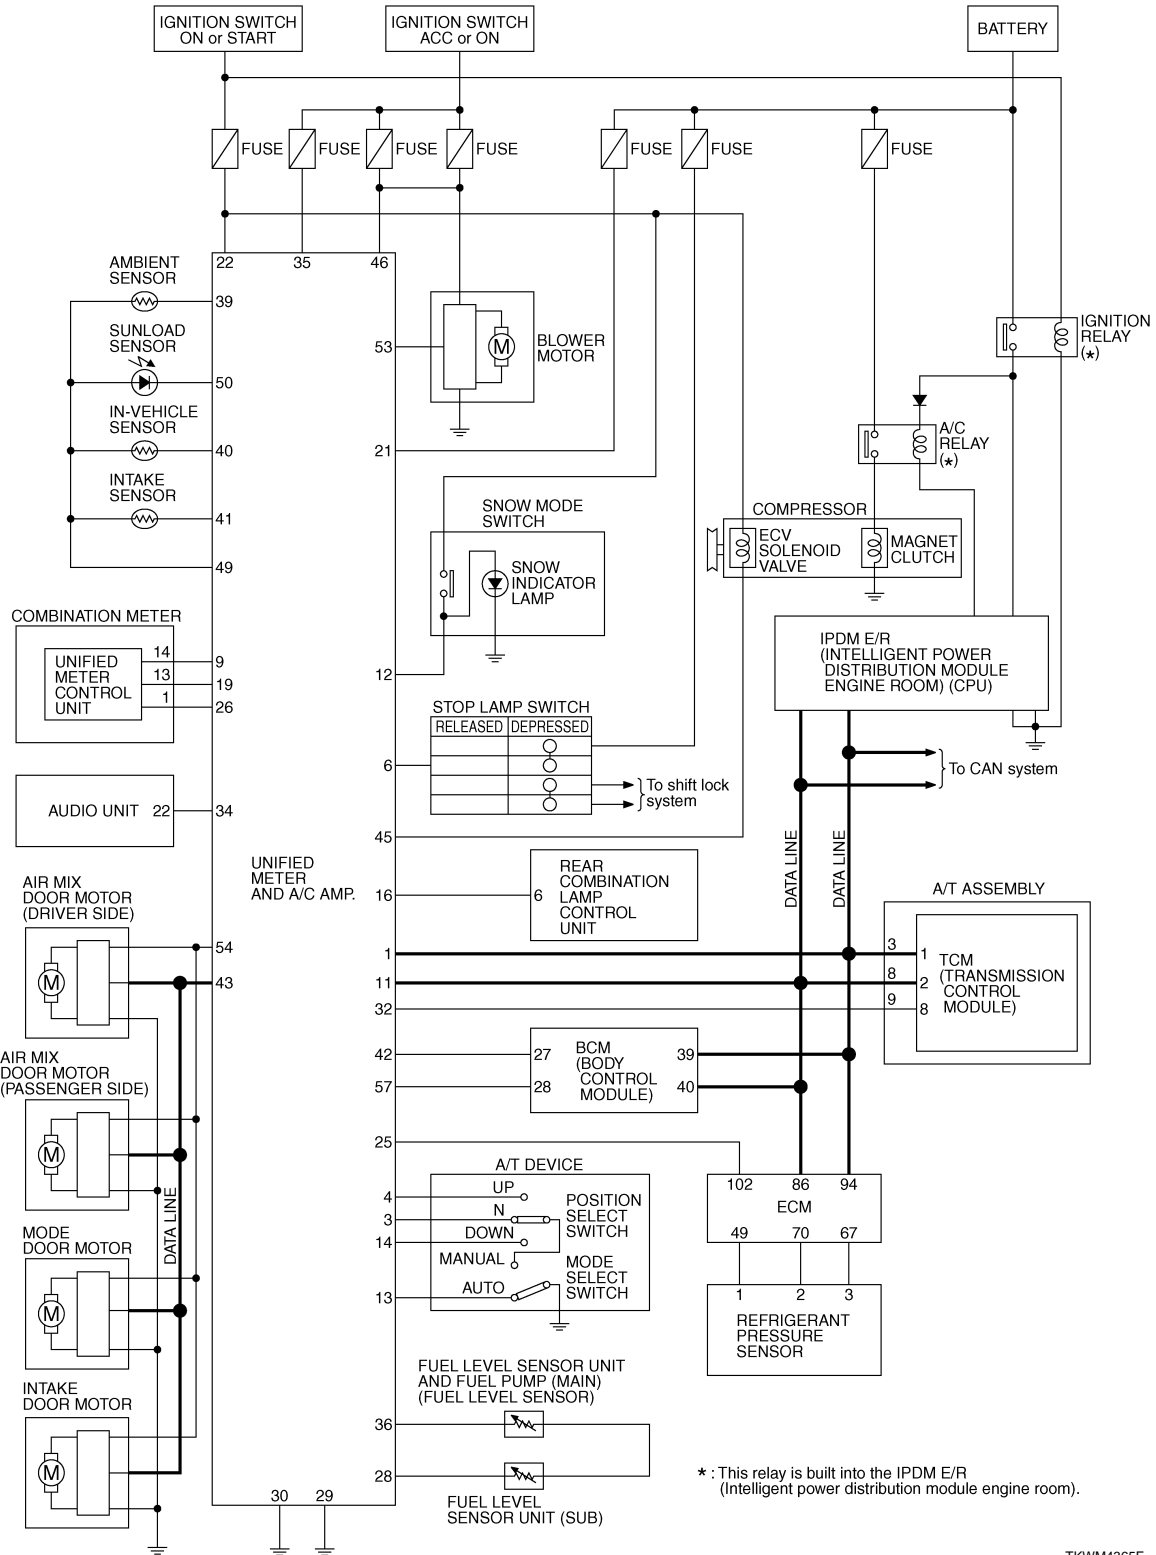 IGNITION SWITCH
ON or START
IGNITION SWITCH
ACC or ON
BATTERY
FUSE
FUSE
FUSE
FUSE
FUSE
FUSE
FUSE
22
35
46
AMBIENT
SENSOR
39
SUNLOAD
SENSOR
50
IN-VEHICLE
SENSOR
40
INTAKE
SENSOR
41
49
53
BLOWER
MOTOR
M
21
IGNITION
RELAY
(*)
A/C
RELAY
(*)
SNOW MODE
SWITCH
SNOW
INDICATOR
LAMP
12
COMPRESSOR
ECV
SOLENOID
VALVE
MAGNET
CLUTCH
COMBINATION METER
UNIFIED
METER
CONTROL
UNIT
14
13
1
9
19
26
IPDM E/R
(INTELLIGENT POWER
DISTRIBUTION MODULE
ENGINE ROOM) (CPU)
STOP LAMP SWITCH
RELEASED
DEPRESSED
6
To shift lock
system
To CAN system
AUDIO UNIT
22
34
45
UNIFIED
METER
AND A/C AMP.
16
6
REAR
COMBINATION
LAMP
CONTROL
UNIT
DATA LINE
DATA LINE
A/T ASSEMBLY
3
8
9
1
2
8
TCM
(TRANSMISSION
CONTROL
MODULE)
AIR MIX
DOOR MOTOR
(DRIVER SIDE)
M
54
43
1
11
32
42
57
27
28
BCM
(BODY
CONTROL
MODULE)
39
40
AIR MIX
DOOR MOTOR
(PASSENGER SIDE)
M
DATA LINE
25
A/T DEVICE
4
3
14
13
UP
N
DOWN
MANUAL
AUTO
POSITION
SELECT
SWITCH
MODE
SELECT
SWITCH
102
86
94
ECM
49
70
67
1
2
3
REFRIGERANT
PRESSURE
SENSOR
MODE
DOOR MOTOR
M
INTAKE
DOOR MOTOR
M
FUEL LEVEL SENSOR UNIT
AND FUEL PUMP (MAIN)
(FUEL LEVEL SENSOR)
36
28
FUEL LEVEL
SENSOR UNIT (SUB)
30
29
* : This relay is built into the IPDM E/R
(Intelligent power distribution module engine room).